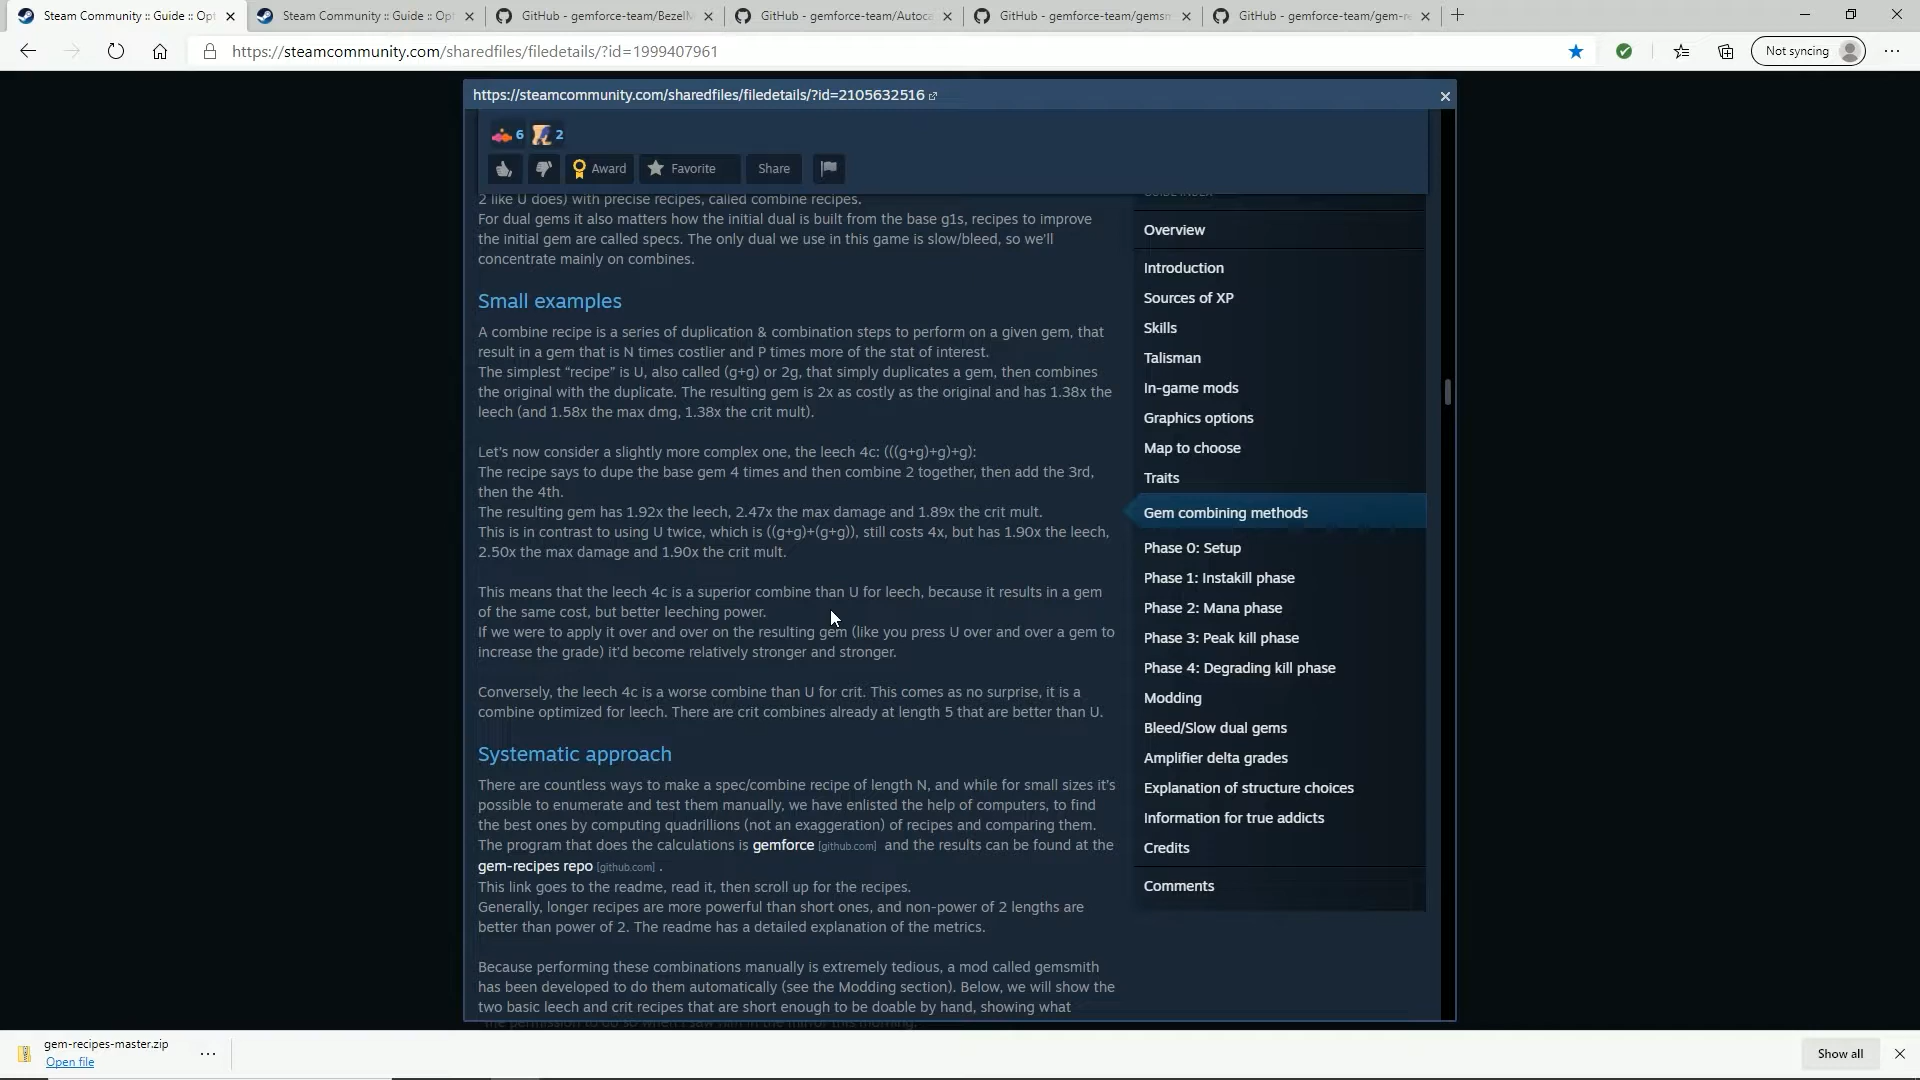 Steam Community :: Guide :: Opt
Steam Community :: Guide :: Opt
GitHub - gemforce-team/BezelM
GitHub - gemforce-team/Autoca
GitHub - gemforce-team/gemsm
GitHub - gemforce-team/gem-re
https://steamcommunity.com/sharedfiles/filedetails/?id=1999407961
Not syncing
https://steamcommunity.com/sharedfiles/filedetails/?id=2105632516
6
2
Award
Favorite
Share
2 like U does) with precise recipes, called combine recipes.
For dual gems it also matters how the initial dual is built from the base g1s, recipes to improve
the initial gem are called specs. The only dual we use in this game is slow/bleed, so we'll
concentrate mainly on combines.
Small examples
A combine recipe is a series of duplication & combination steps to perform on a given gem, that
result in a gem that is N times costlier and P times more of the stat of interest.
The simplest “recipe” is U, also called (g+g) or 2g, that simply duplicates a gem, then combines
the original with the duplicate. The resulting gem is 2x as costly as the original and has 1.38x the
leech (and 1.58x the max dmg, 1.38x the crit mult).
Let's now consider a slightly more complex one, the leech 4c: (((g+g)+g)+g):
The recipe says to dupe the base gem 4 times and then combine 2 together, then add the 3rd,
then the 4th.
The resulting gem has 1.92x the leech, 2.47x the max damage and 1.89x the crit mult.
This is in contrast to using U twice, which is ((g+g)+(g+g)), still costs 4x, but has 1.90x the leech,
2.50x the max damage and 1.90x the crit mult.
This means that the leech 4c is a superior combine than U for leech, because it results in a gem
of the same cost, but better leeching power.
If we were to apply it over and over on the resulting gem (like you press U over and over a gem to
increase the grade) it'd become relatively stronger and stronger.
Conversely, the leech 4c is a worse combine than U for crit. This comes as no surprise, it is a
combine optimized for leech. There are crit combines already at length 5 that are better than U.
Systematic approach
There are countless ways to make a spec/combine recipe of length N, and while for small sizes it's
possible to enumerate and test them manually, we have enlisted the help of computers, to find
the best ones by computing quadrillions (not an exaggeration) of recipes and comparing them.
The program that does the calculations is gemforce [github.com] and the results can be found at the
gem-recipes repo [github.com] .
This link goes to the readme, read it, then scroll up for the recipes.
Generally, longer recipes are more powerful than short ones, and non-power of 2 lengths are
better than power of 2. The readme has a detailed explanation of the metrics.
Because performing these combinations manually is extremely tedious, a mod called gemsmith
has been developed to do them automatically (see the Modding section). Below, we will show the
two basic leech and crit recipes that are short enough to be doable by hand, showing what
GUIDE INDEX
Overview
Introduction
Sources of XP
Skills
Talisman
In-game mods
Graphics options
Map to choose
Traits
Gem combining methods
Phase 0: Setup
Phase 1: Instakill phase
Phase 2: Mana phase
Phase 3: Peak kill phase
Phase 4: Degrading kill phase
Modding
Bleed/Slow dual gems
Amplifier delta grades
Explanation of structure choices
Information for true addicts
Credits
Comments
gem-recipes-master.zip
Open file
Show all